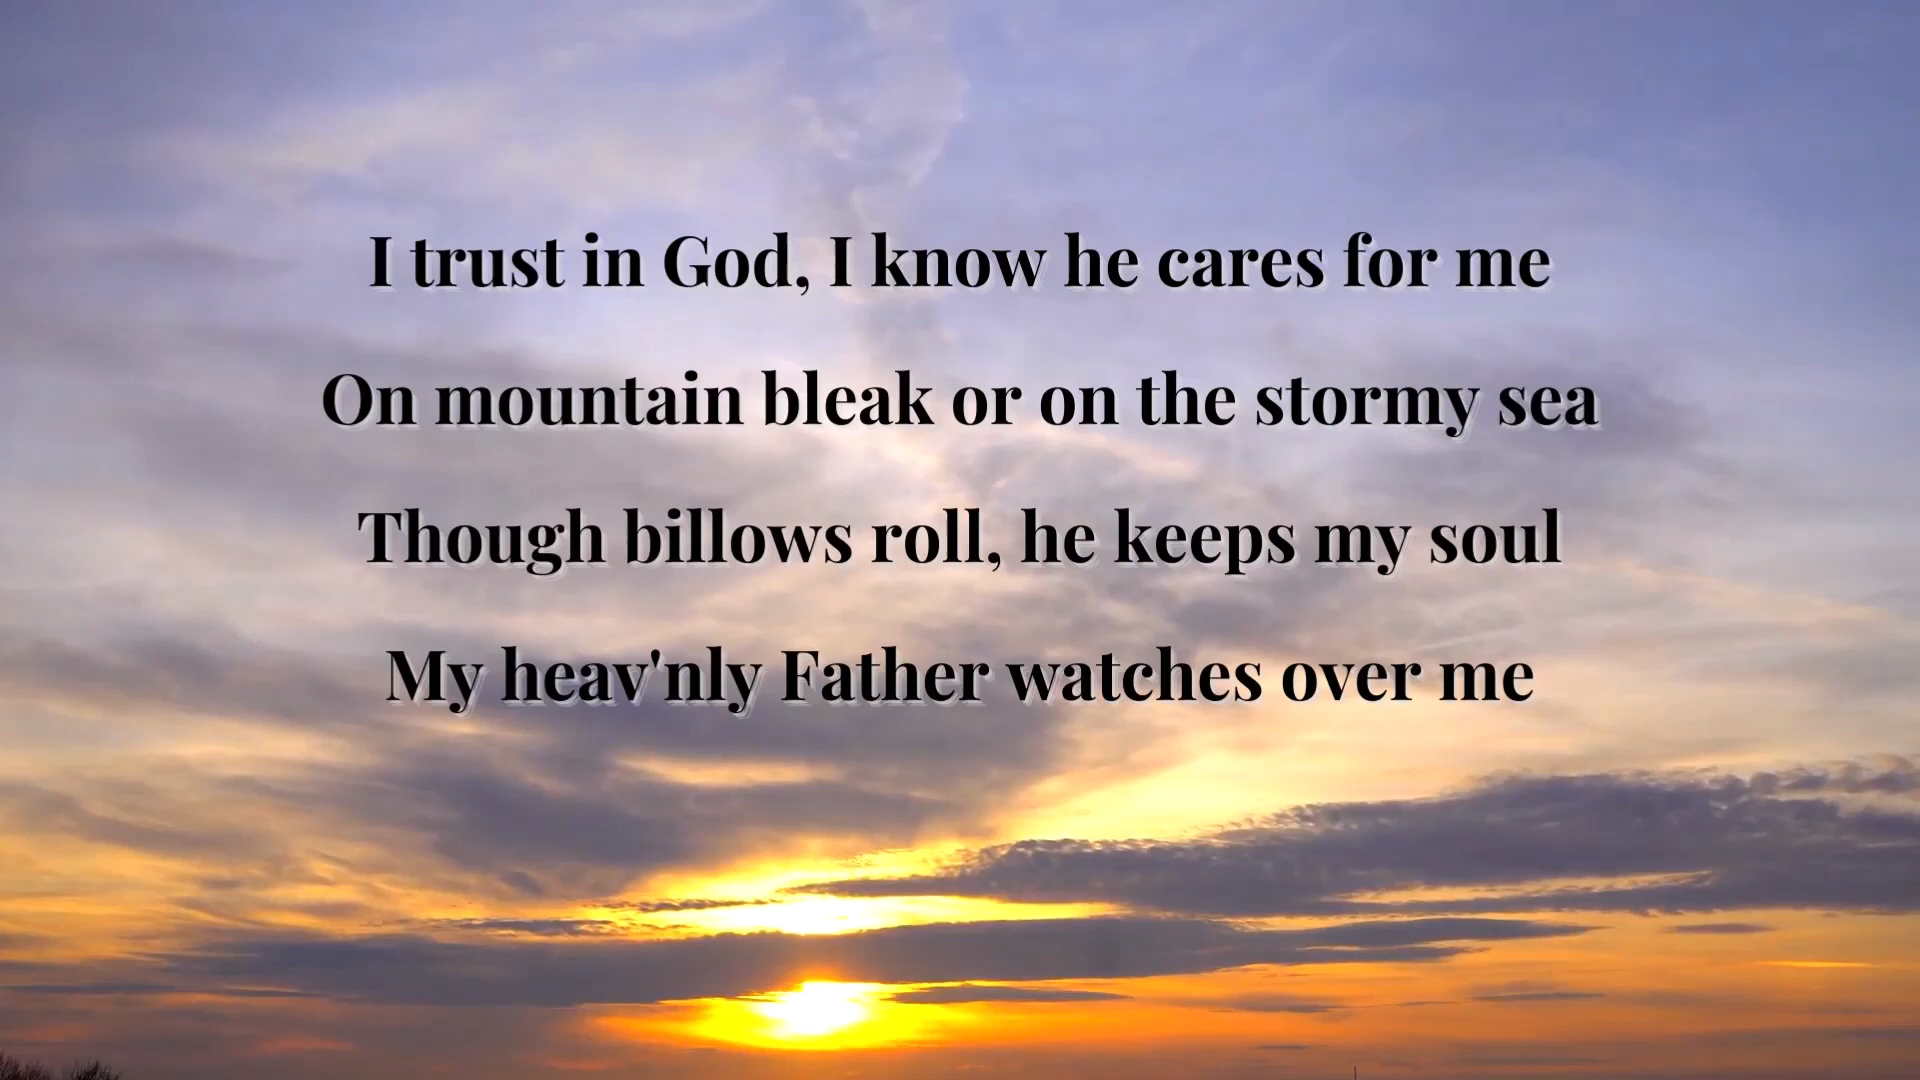 I trust in God, I know he cares for me
On mountain bleak or on the stormy sea
Though billows roll, he keeps my soul
My heav'nly Father watches over me